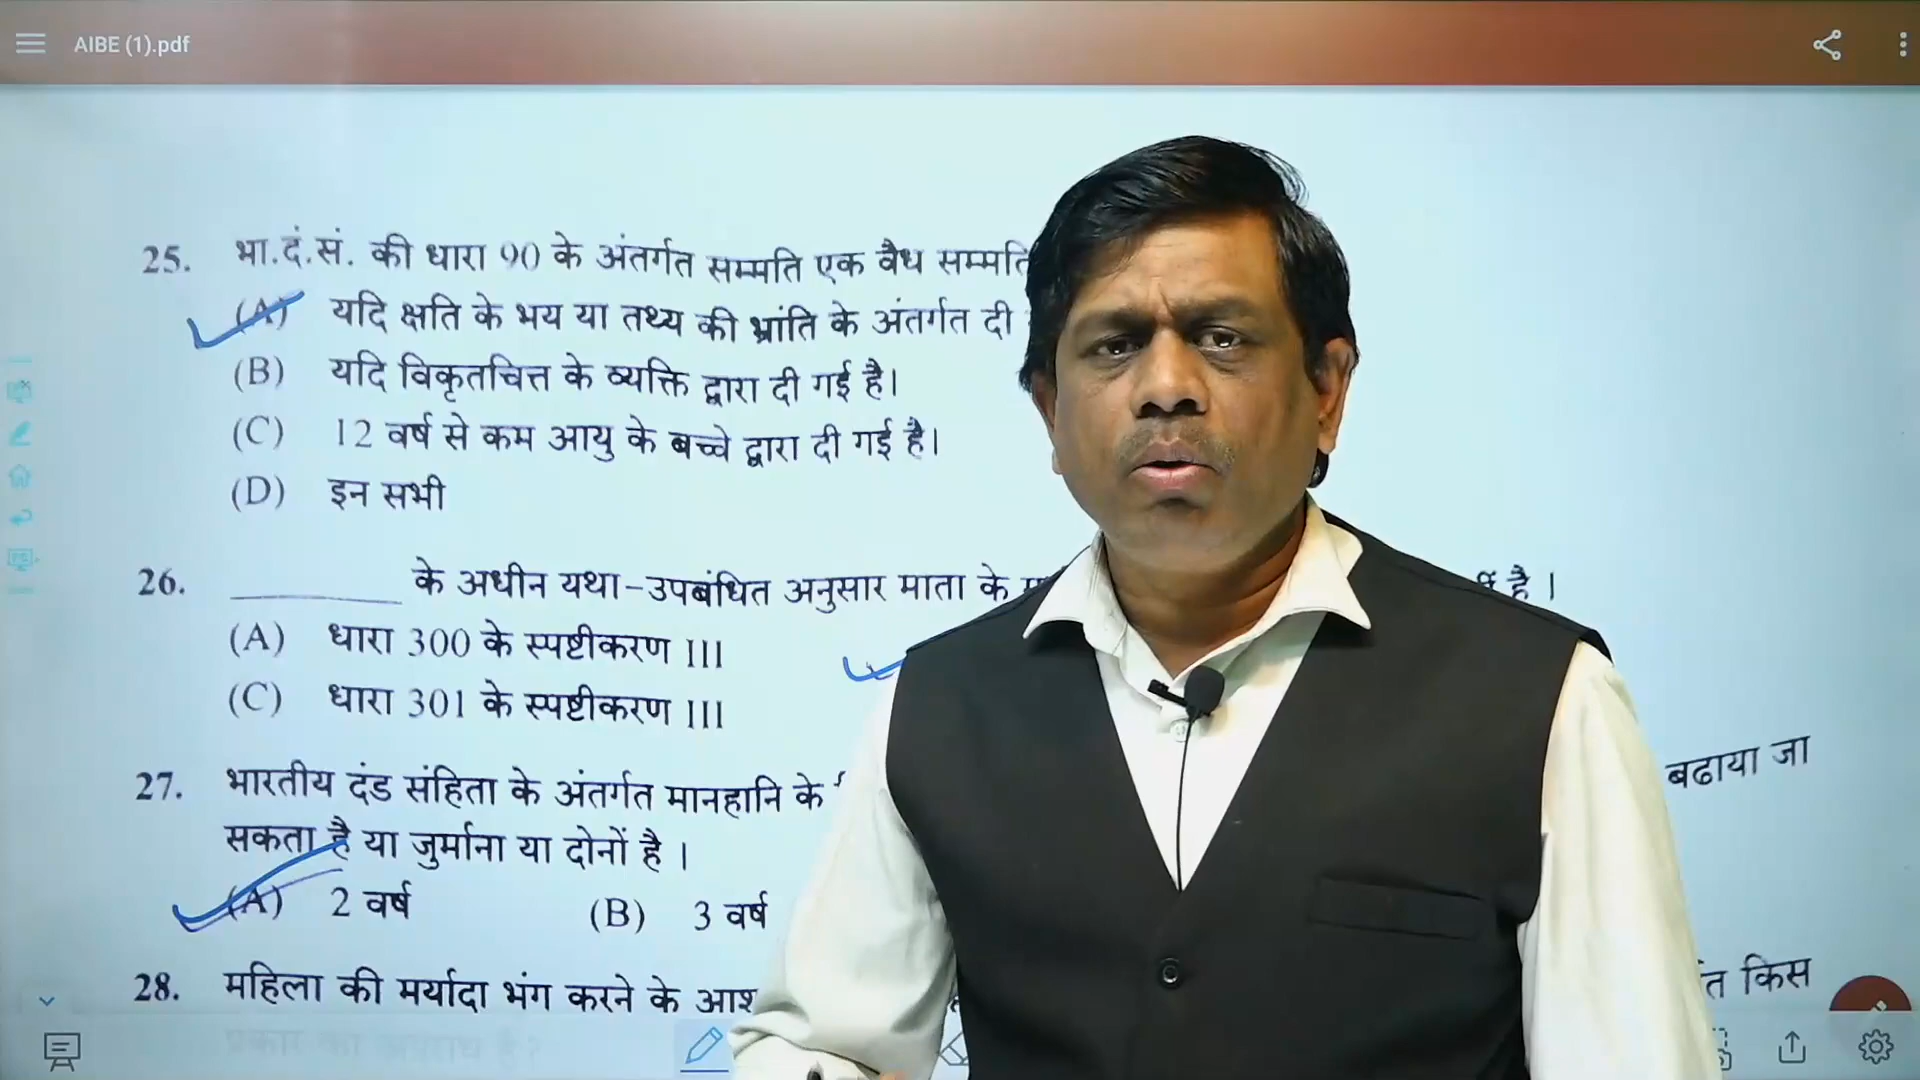 AIBE (1).pdf
25. भा.दं.सं. की धारा 90 के अंतर्गत सम्मति एक वैध सम्मति
(A) यदि क्षति के भय या तथ्य की भ्रांति के अंतर्गत दी
(B) यदि विकृतचित्त के व्यक्ति द्वारा दी गई है।
(C) 12 वर्ष से कम आयु के बच्चे द्वारा दी गई है।
(D) इन सभी
26. ________ के अधीन यथा-उपबंधित अनुसार माता के है ।
(A) धारा 300 के स्पष्टीकरण III
(C) धारा 301 के स्पष्टीकरण III
27. भारतीय दंड संहिता के अंतर्गत मानहानि के बढाया जा
सकता है या जुर्माना या दोनों है ।
(A) 2 वर्ष (B) 3 वर्ष
28. महिला की मर्यादा भंग करने के किस